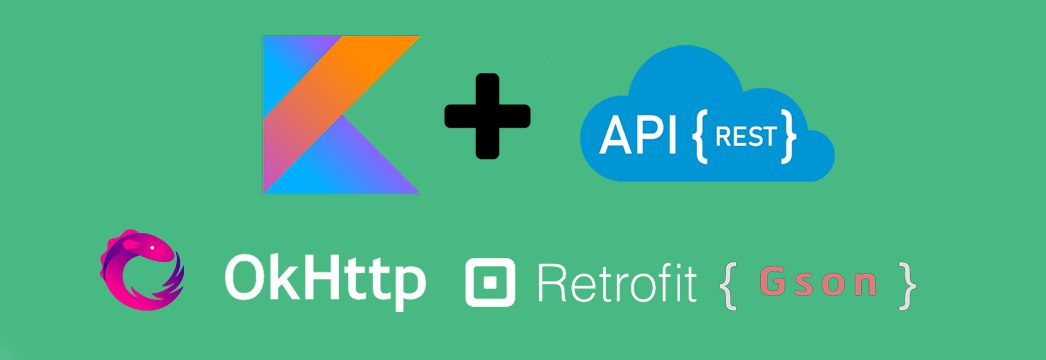 API {REST}
OkHttp Retrofit { Gson }